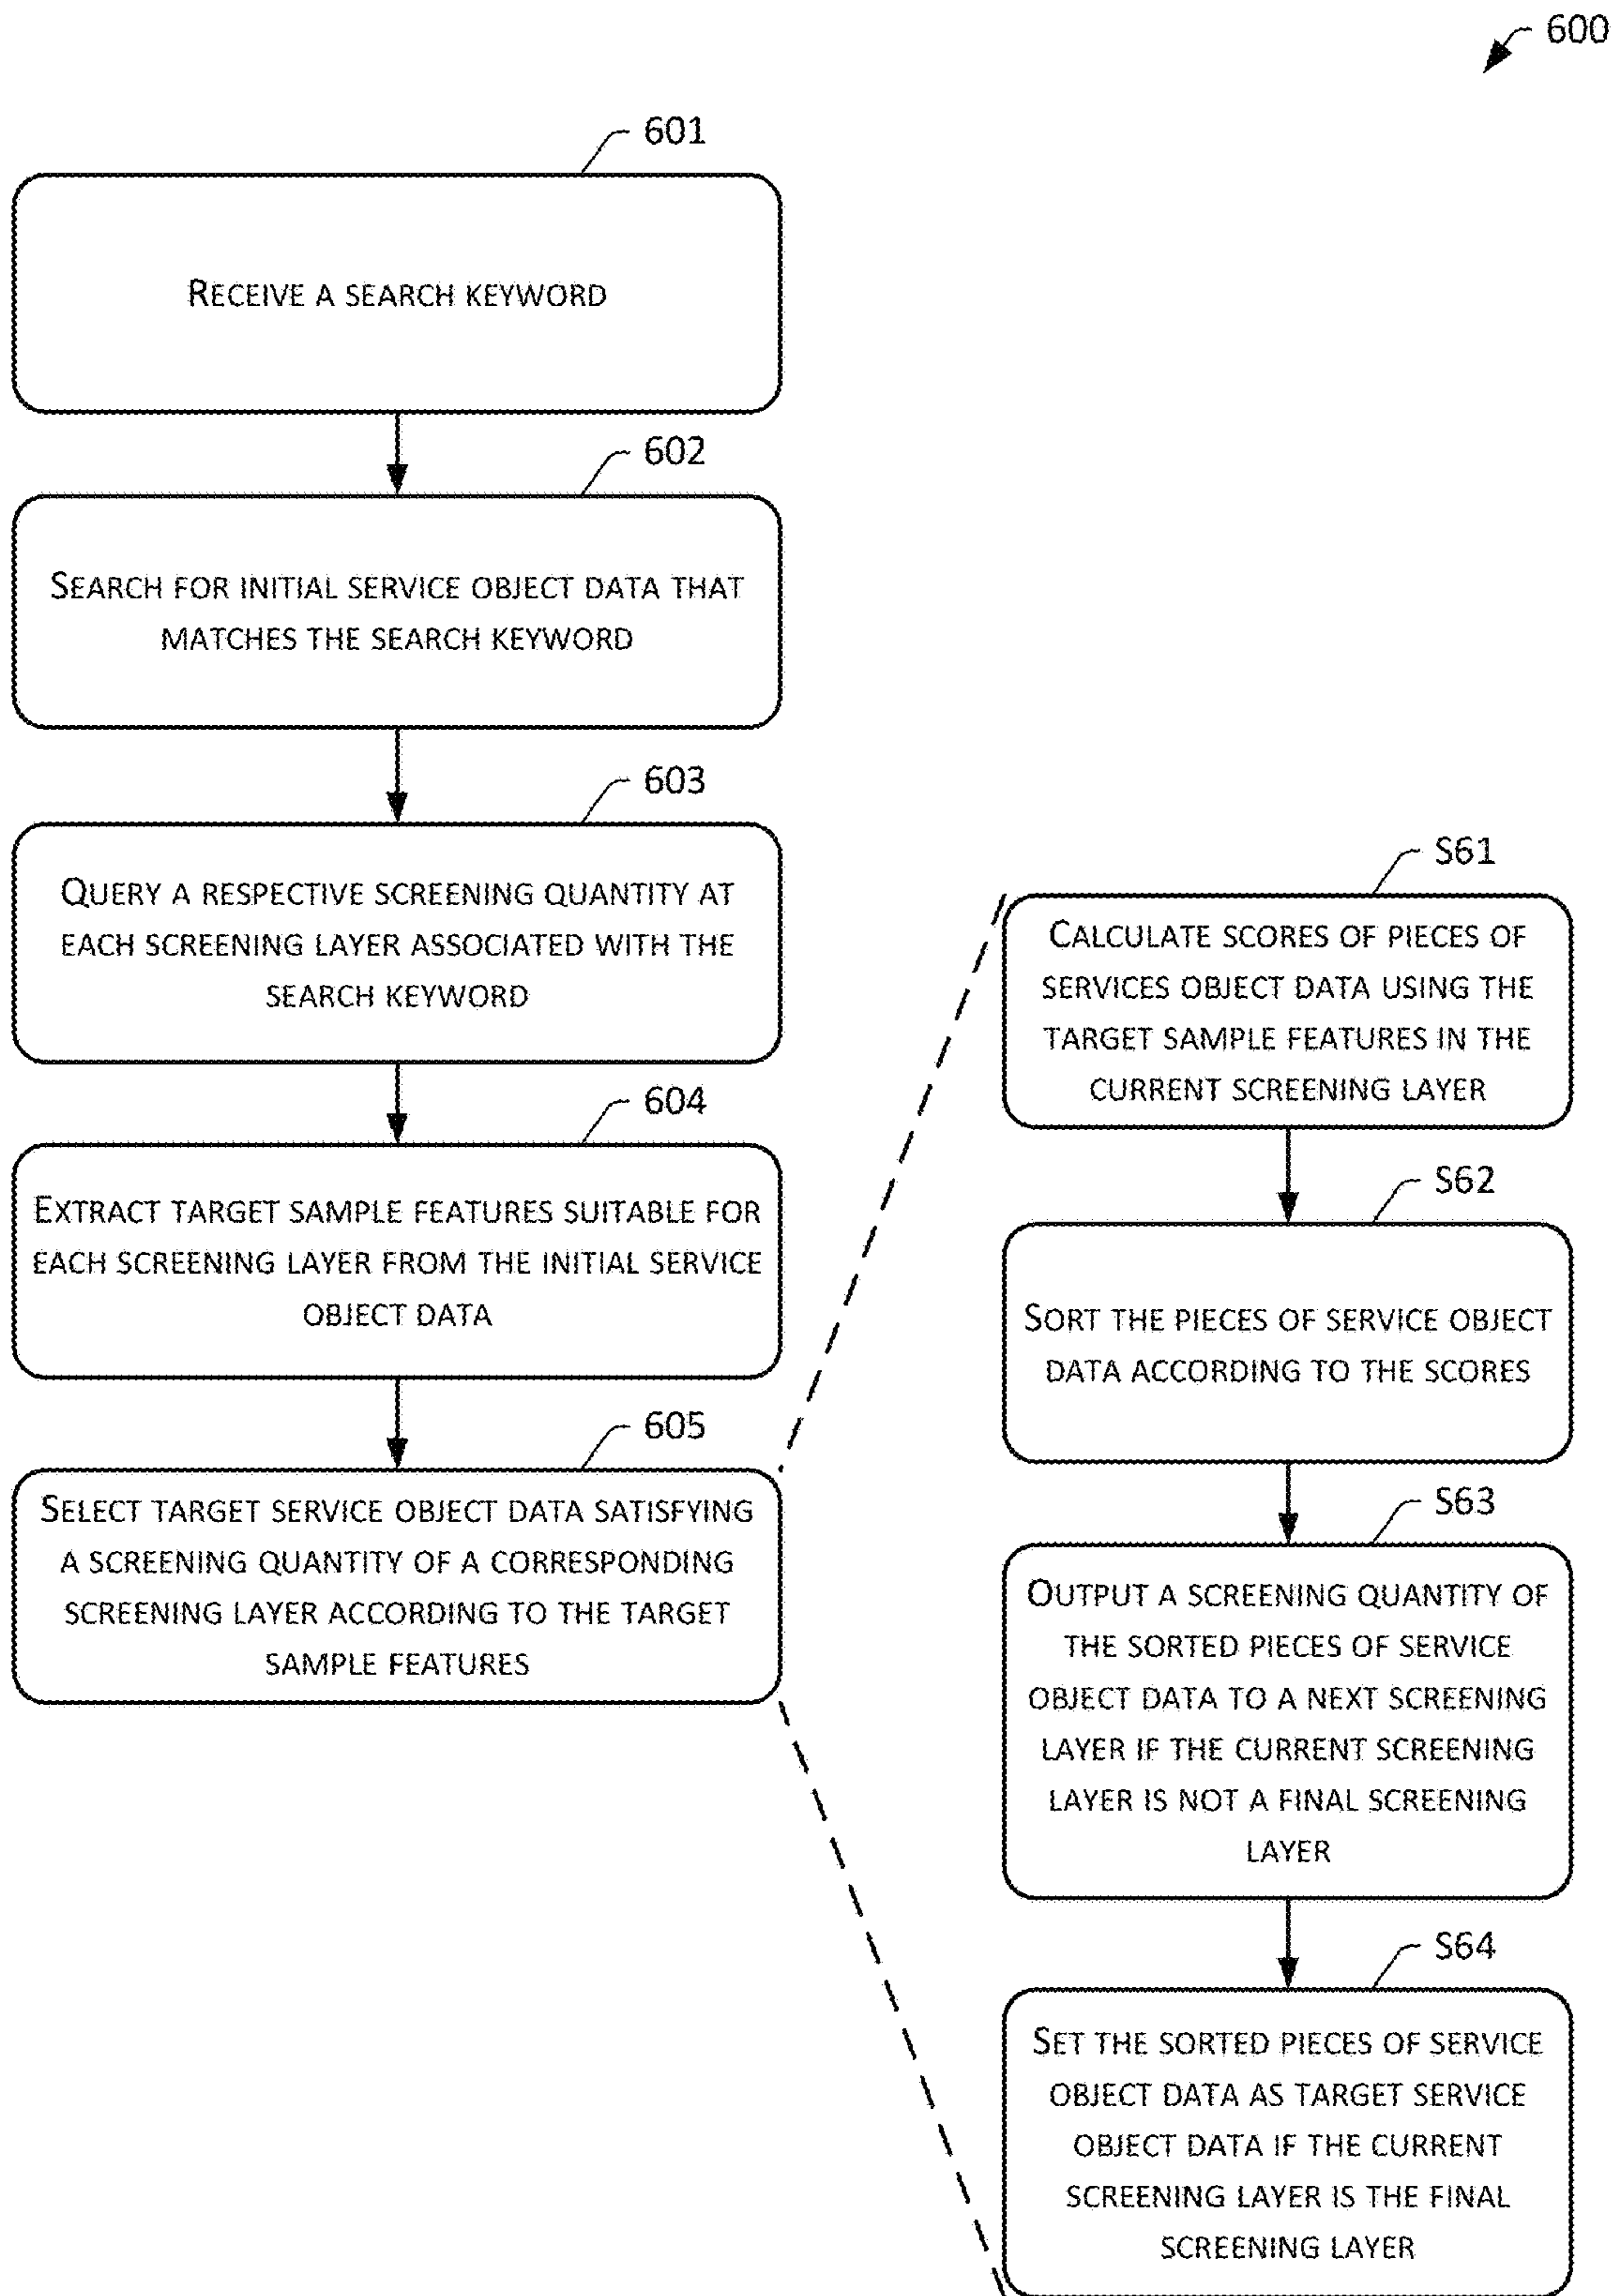 600
601
RECEIVE A SEARCH KEYWORD
602
SEARCH FOR INITIAL SERVICE OBJECT DATA THAT
MATCHES THE SEARCH KEYWORD
603
QUERY A RESPECTIVE SCREENING QUANTITY AT
EACH SCREENING LAYER ASSOCIATED WITH THE
SEARCH KEYWORD
604
EXTRACT TARGET SAMPLE FEATURES SUITABLE FOR
EACH SCREENING LAYER FROM THE INITIAL SERVICE
OBJECT DATA
605
SELECT TARGET SERVICE OBJECT DATA SATISFYING
A SCREENING QUANTITY OF A CORRESPONDING
SCREENING LAYER ACCORDING TO THE TARGET
SAMPLE FEATURES
S61
CALCULATE SCORES OF PIECES OF
SERVICES OBJECT DATA USING THE
TARGET SAMPLE FEATURES IN THE
CURRENT SCREENING LAYER
S62
SORT THE PIECES OF SERVICE OBJECT
DATA ACCORDING TO THE SCORES
S63
OUTPUT A SCREENING QUANTITY OF
THE SORTED PIECES OF SERVICE
OBJECT DATA TO A NEXT SCREENING
LAYER IF THE CURRENT SCREENING
LAYER IS NOT A FINAL SCREENING
LAYER
S64
SET THE SORTED PIECES OF SERVICE
OBJECT DATA AS TARGET SERVICE
OBJECT DATA IF THE CURRENT
SCREENING LAYER IS THE FINAL
SCREENING LAYER